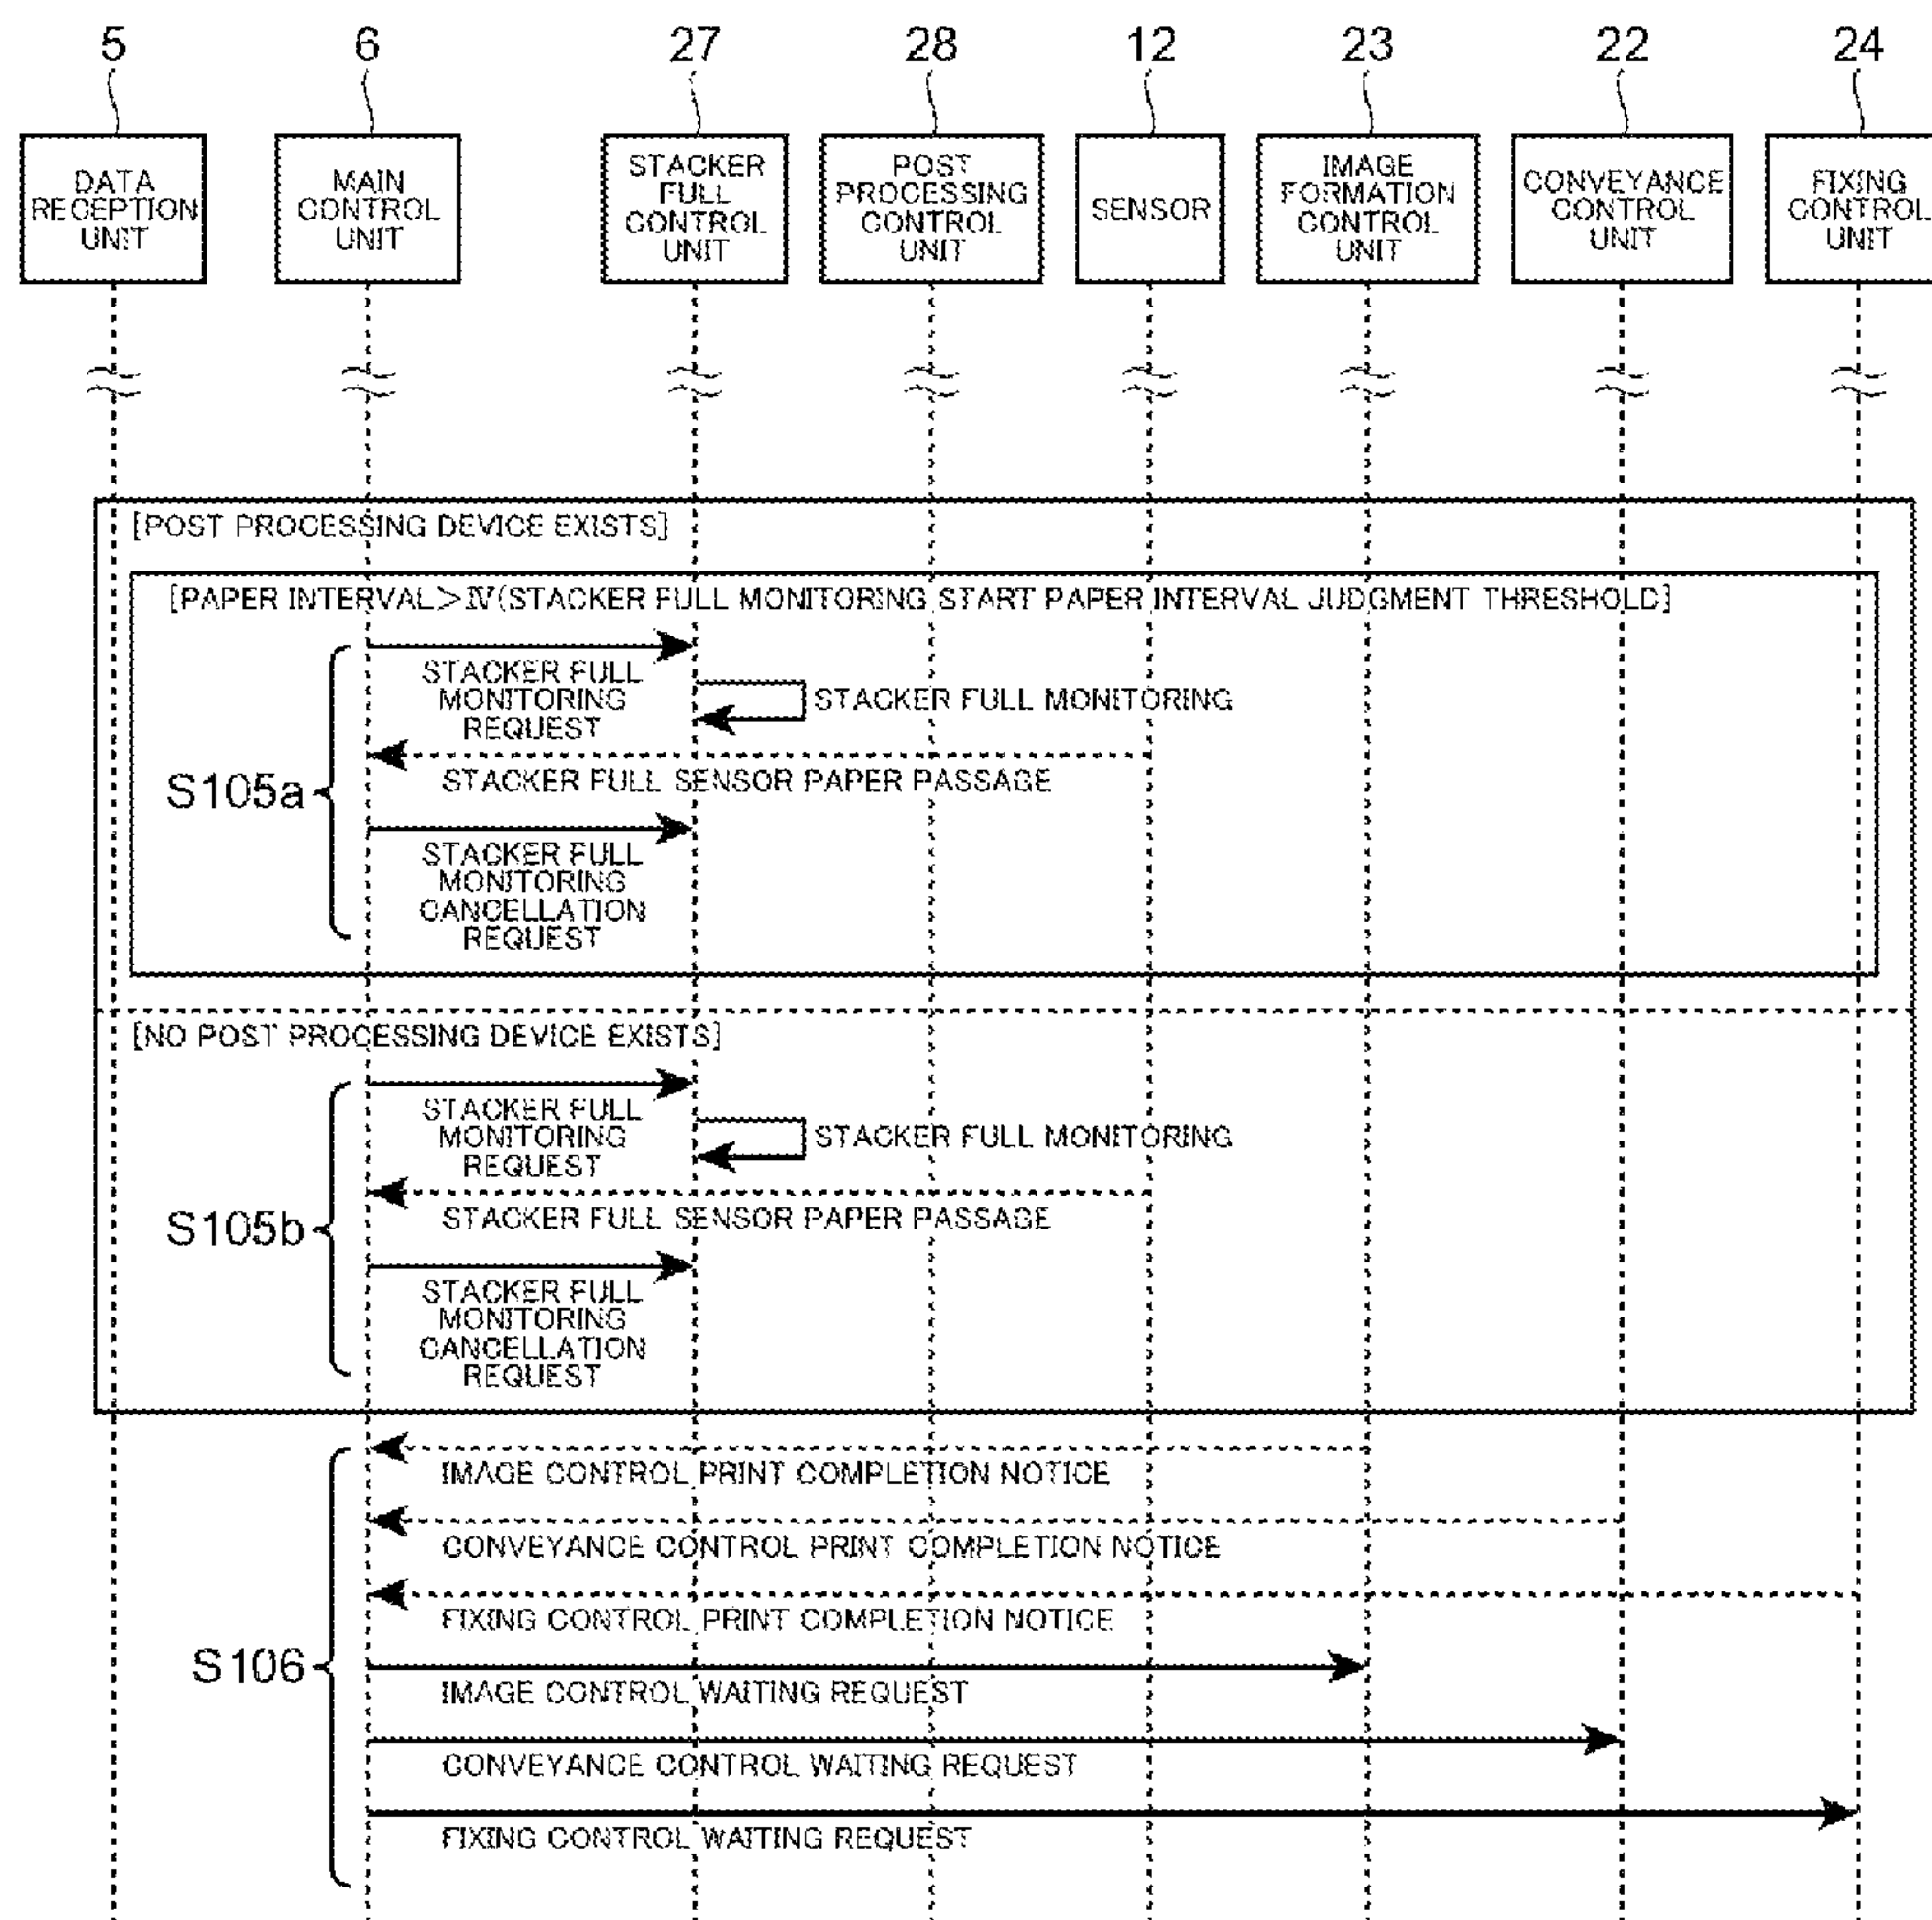 5 6 27 28 12 23 22 24
DATA
RECEPTION
UNIT
MAIN
CONTROL
UNIT
STACKER
FULL
CONTROL
UNIT
POST
PROCESSING
CONTROL
UNIT
SENSOR
IMAGE
FORMATION
CONTROL
UNIT
CONVEYANCE
CONTROL
UNIT
FIXING
CONTROL
UNIT
[POST PROCESSING DEVICE EXISTS]
[PAPER INTERVAL>Ⅳ(STACKER FULL MONITORING START PAPER INTERVAL JUDGMENT THRESHOLD]
S105a
STACKER FULL
MONITORING
REQUEST
STACKER FULL MONITORING
STACKER FULL SENSOR PAPER PASSAGE
STACKER FULL
MONITORING
CANCELLATION
REQUEST
[NO POST PROCESSING DEVICE EXISTS]
S105b
STACKER FULL
MONITORING
REQUEST
STACKER FULL MONITORING
STACKER FULL SENSOR PAPER PASSAGE
STACKER FULL
MONITORING
CANCELLATION
REQUEST
S106
IMAGE CONTROL PRINT COMPLETION NOTICE
CONVEYANCE CONTROL PRINT COMPLETION NOTICE
FIXING CONTROL PRINT COMPLETION NOTICE
IMAGE CONTROL WAITING REQUEST
CONVEYANCE CONTROL WAITING REQUEST
FIXING CONTROL WAITING REQUEST